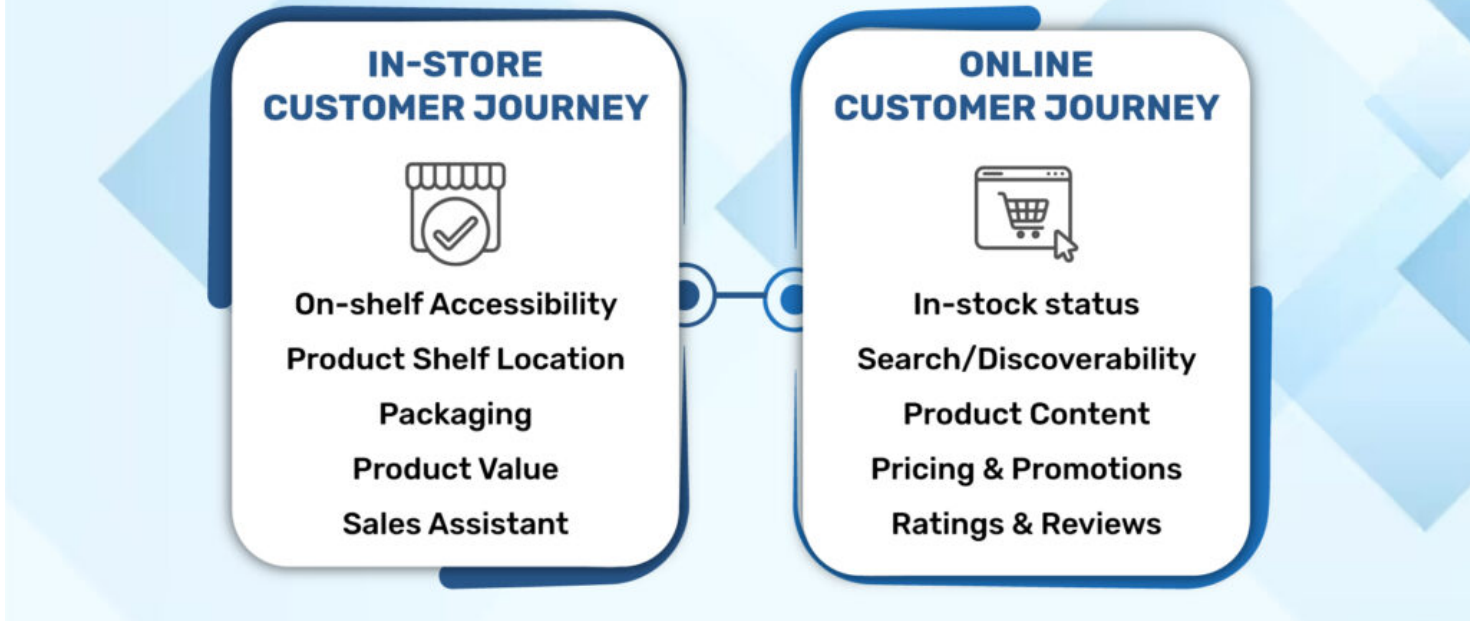 IN-STORE
CUSTOMER JOURNEY
On-shelf Accessibility
Product Shelf Location
Packaging
Product Value
Sales Assistant
ONLINE
CUSTOMER JOURNEY
In-stock status
Search/Discoverability
Product Content
Pricing & Promotions
Ratings & Reviews